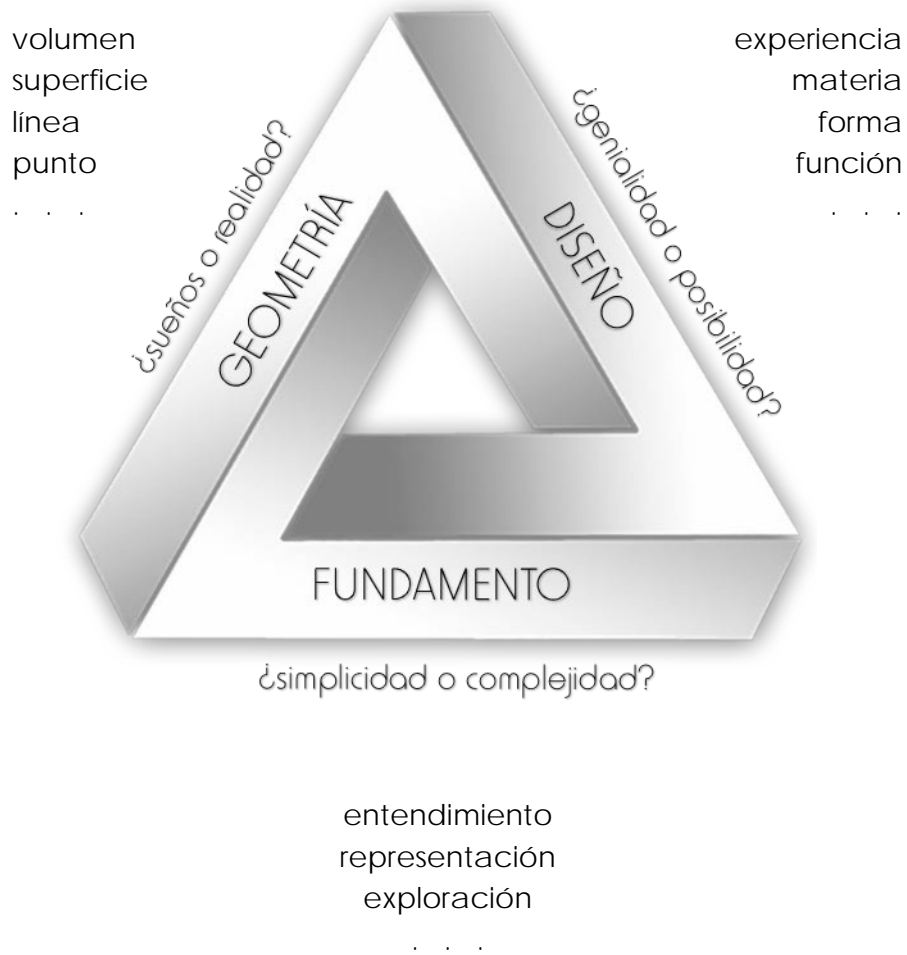 volumen
superficie
línea
punto
. . .
experiencia
materia
forma
función
. . .
¿sueños o realidad?
GEOMETRÍA
DISEÑO
¿genialidad o posibilidad?
FUNDAMENTO
¿simplicidad o complejidad?
entendimiento
representación
exploración
. . .